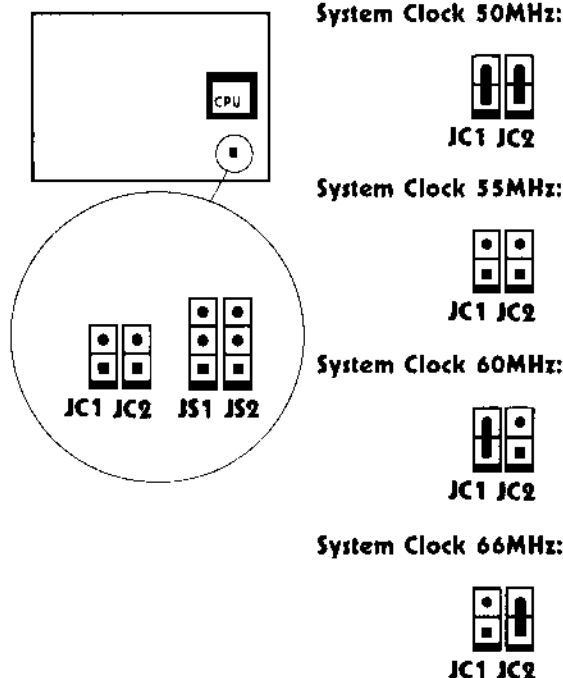 System Clock 50MHz:
CPU
JC1 JC2
System Clock 55MHz:
JC1 JC2
System Clock 60MHz:
JC1 JC2 JS1 JS2
JC1 JC2
System Clock 66MHz:
JC1 JC2